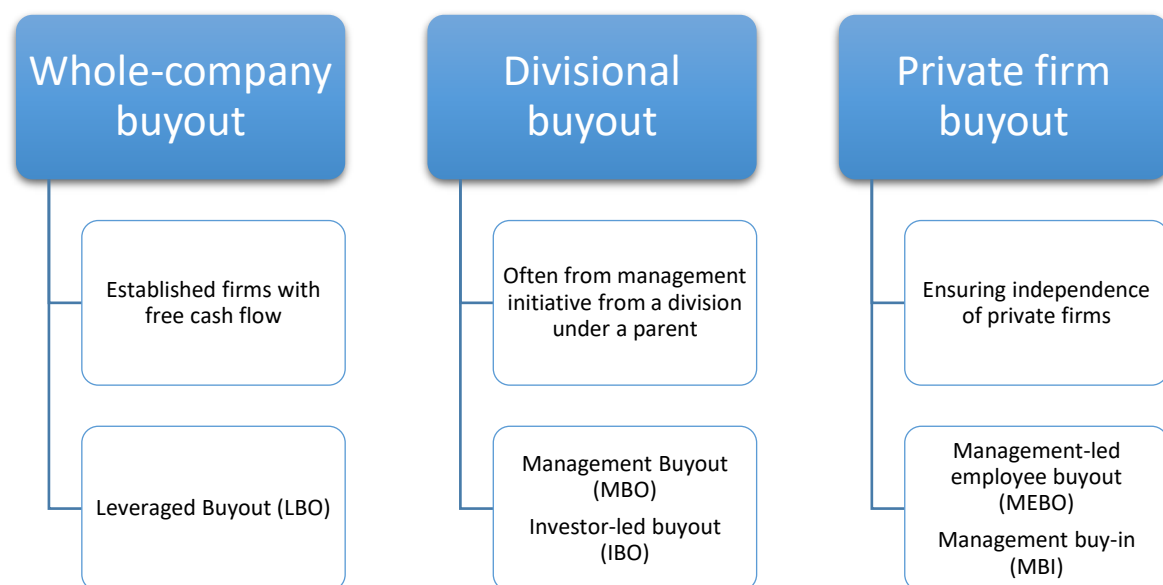 Whole-company
buyout
Established firms with
free cash flow
Leveraged Buyout (LBO)
Divisional
buyout
Often from management
initiative from a division
under a parent
Management Buyout
(MBO)
Investor-led buyout
(IBO)
Private firm
buyout
Ensuring independence
of private firms
Management-led
employee buyout
(MEBO)
Management buy-in
(MBI)